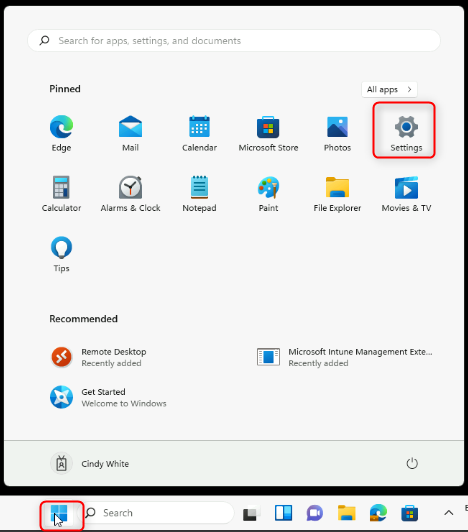 Search for apps, settings, and documents
Pinned
All apps >
Edge
Mail
Calendar
Microsoft Store
Photos
Settings
Calculator
Alarms & Clock
Notepad
Paint
File Explorer
Movies & TV
Tips
Recommended
Remote Desktop
Recently added
Microsoft Intune Management Exte...
Recently added
Get Started
Welcome to Windows
Cindy White
Search